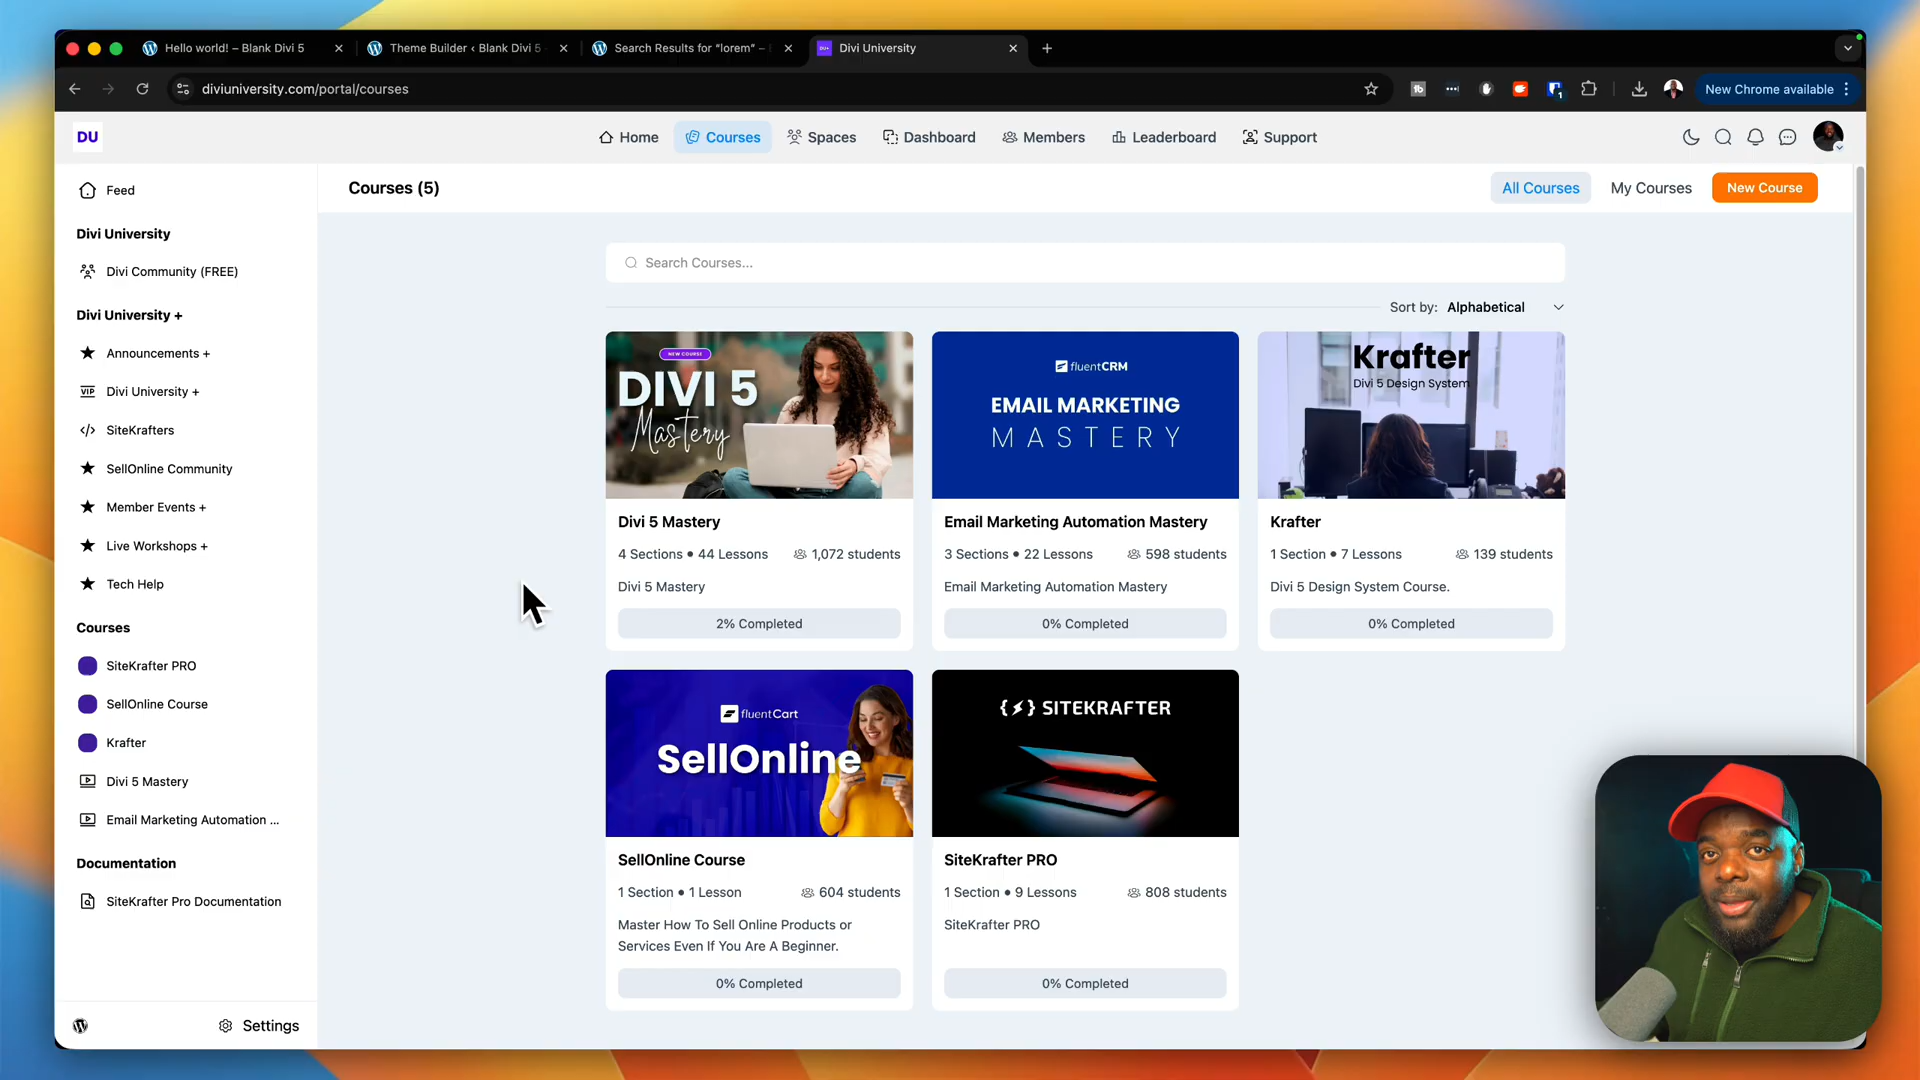 Hello world! – Blank Divi 5
Theme Builder ‹ Blank Divi 5
Search Results for “lorem” –
DU+
Divi University
diviuniversity.com/portal/courses
1
New Chrome available
DU
Home
Courses
Spaces
Dashboard
Members
Leaderboard
Support
Feed
Divi University
Divi Community (FREE)
Divi University +
Announcements +
VIP
Divi University +
SiteKrafters
SellOnline Community
Member Events +
Live Workshops +
Tech Help
Courses
SiteKrafter PRO
SellOnline Course
Krafter
Divi 5 Mastery
Email Marketing Automation ...
Documentation
SiteKrafter Pro Documentation
Settings
Courses (5)
All Courses
My Courses
New Course
Search Courses...
Sort by: Alphabetical
NEW COURSE
DIVI 5
Mastery
Divi 5 Mastery
4 Sections • 44 Lessons
1,072 students
Divi 5 Mastery
2% Completed
fluentCRM
EMAIL MARKETING
MASTERY
Email Marketing Automation Mastery
3 Sections • 22 Lessons
598 students
Email Marketing Automation Mastery
0% Completed
Krafter
Divi 5 Design System
Krafter
1 Section • 7 Lessons
139 students
Divi 5 Design System Course.
0% Completed
fluentCart
SellOnline
SellOnline Course
1 Section • 1 Lesson
604 students
Master How To Sell Online Products or
Services Even If You Are A Beginner.
0% Completed
SITEKRAFTER
SiteKrafter PRO
1 Section • 9 Lessons
808 students
SiteKrafter PRO
0% Completed